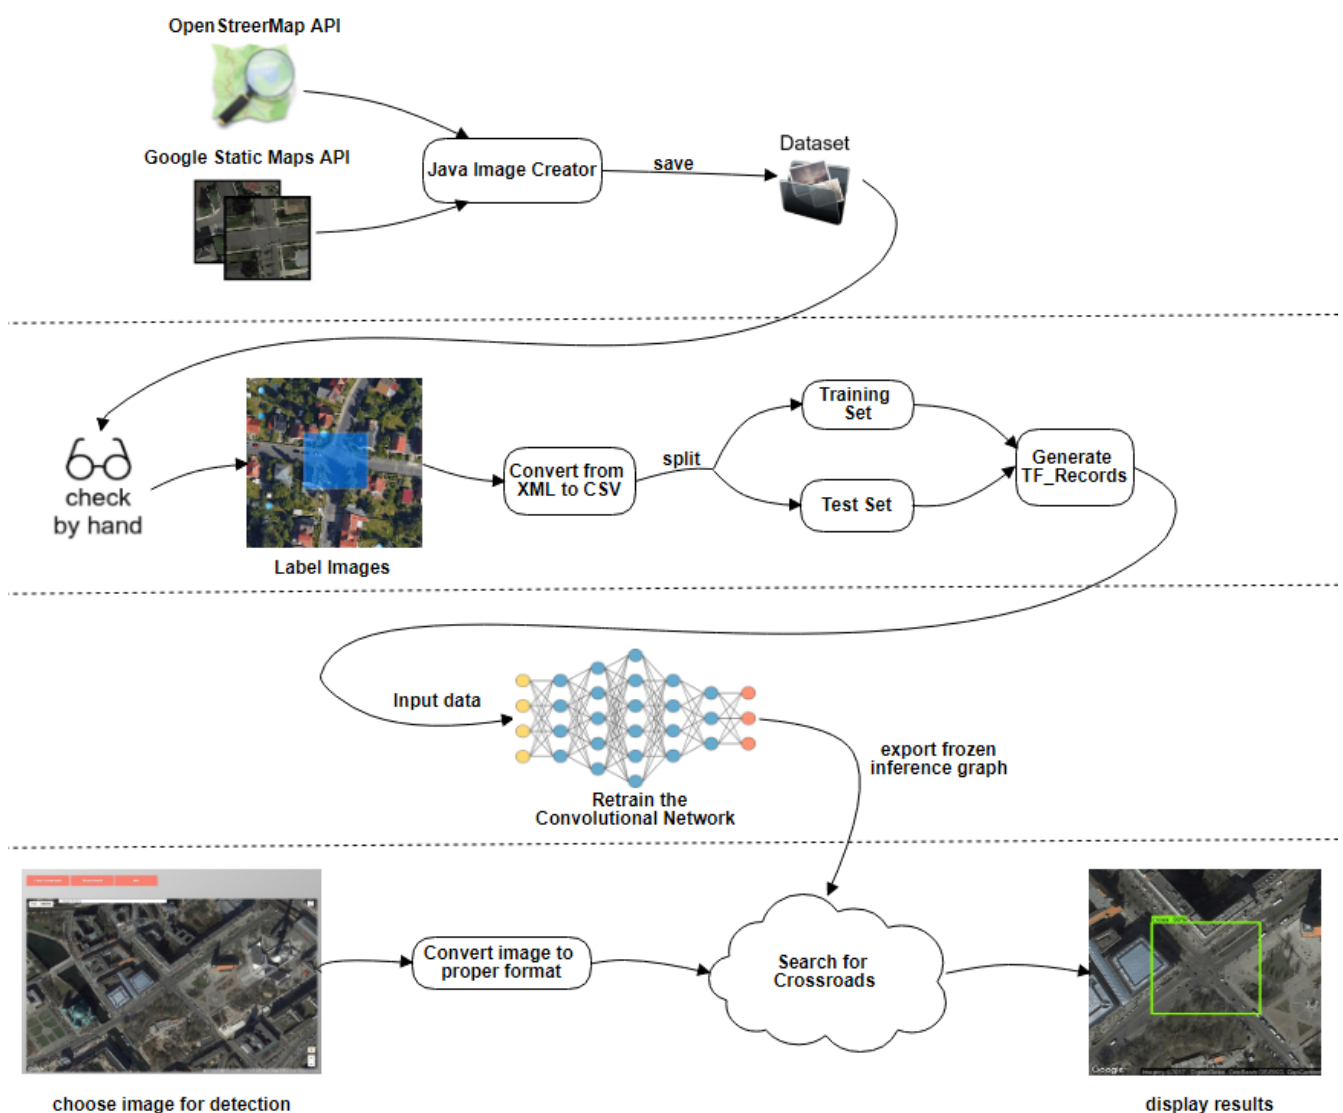 OpenStreerMap API
Google Static Maps API
Java Image Creator
save
Dataset
check
by hand
Label Images
Convert from
XML to CSV
split
Training
Set
Test Set
Generate
TF_Records
Input data
Retrain the
Convolutional Network
export frozen
inference graph
choose image for detection
Convert image to
proper format
Search for
Crossroads
Google
display results